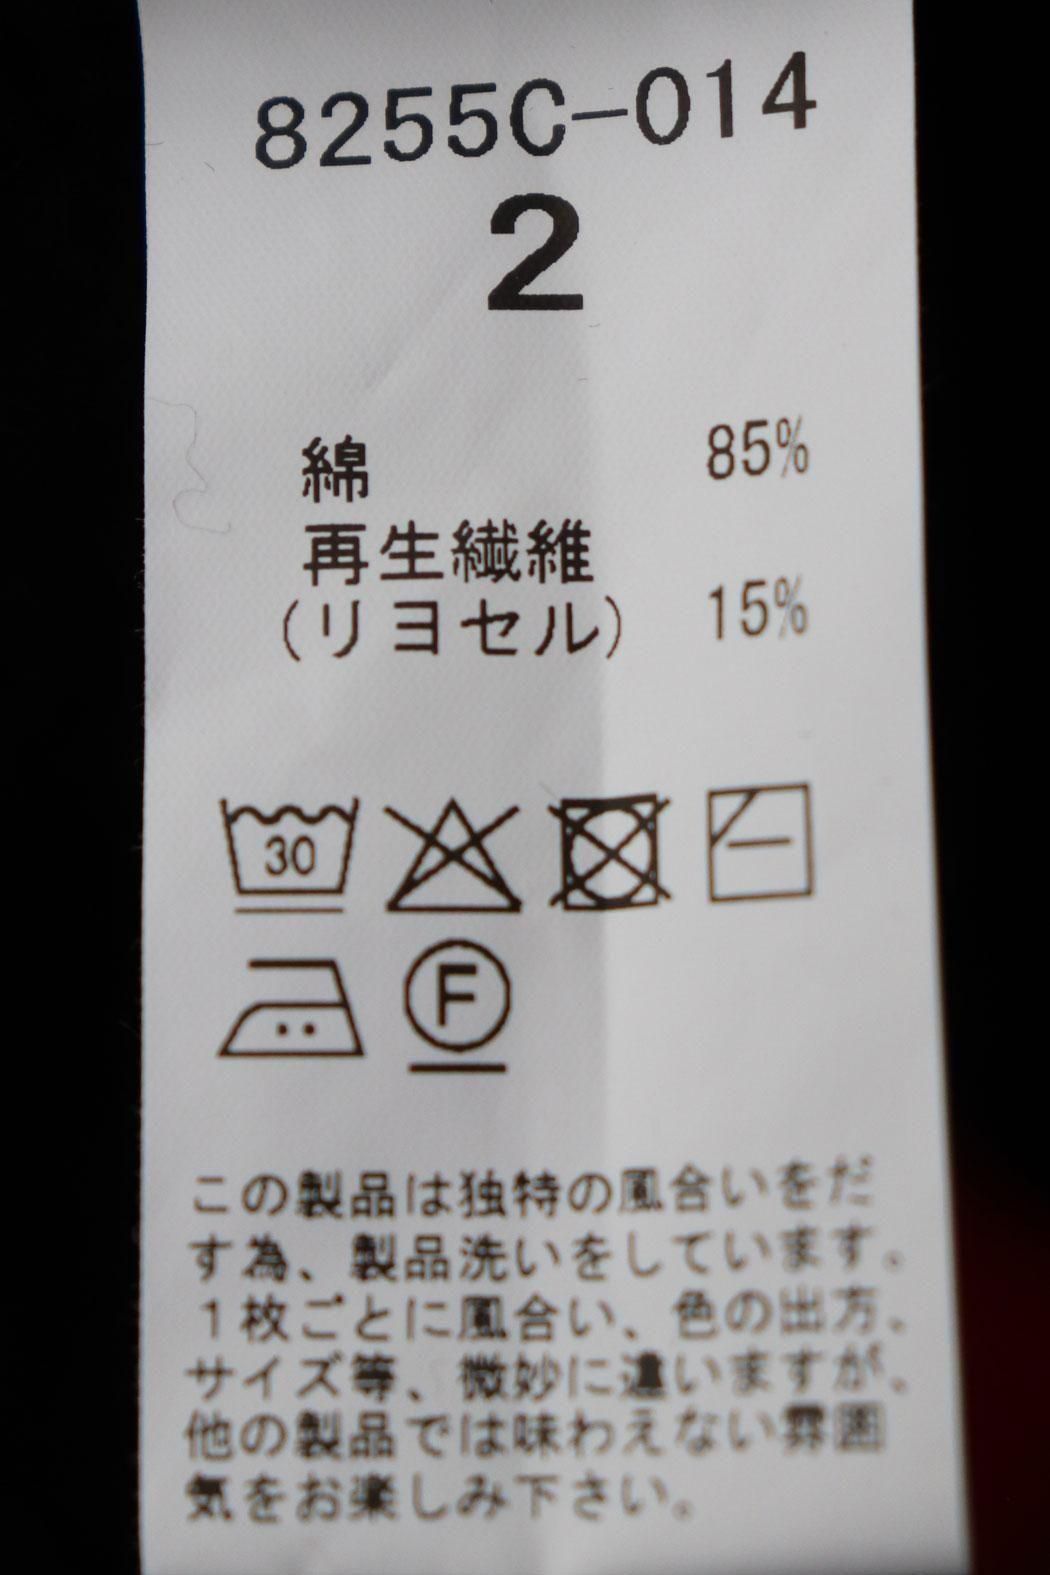 8255C-014
2
綿 85%
再生繊維
(リヨセル) 15%
30
F
この製品は独特の風合いをだ
す為、製品洗いをしています。
1枚ごとに風合い、色の出方、
サイズ等、微妙に違いますが、
他の製品では味わえない雰囲
気をお楽しみ下さい。